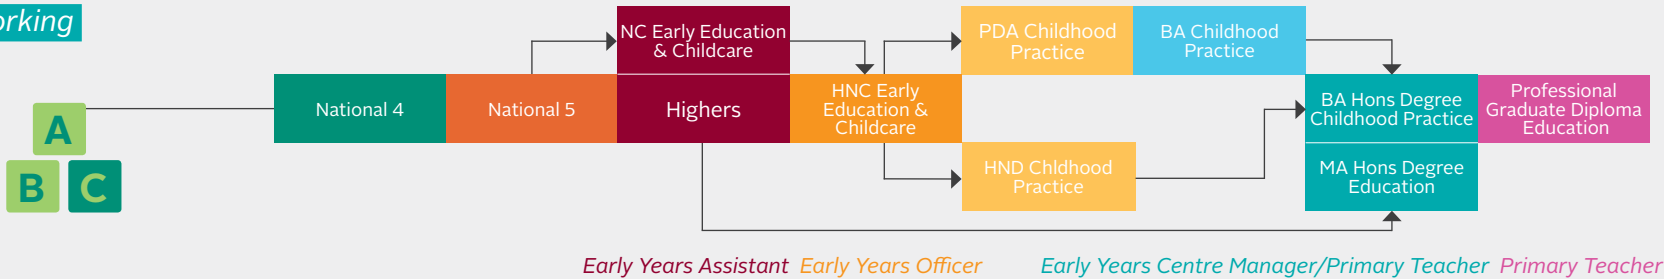 orking
NC Early Education
& Childcare
PDA Childhood
Practice
BA Childhood
Practice
A
B
C
National 4
National 5
Highers
HNC Early
Education &
Childcare
BA Hons Degree
Childhood Practice
Professional
Graduate Diploma
Education
HND Chldhood
Practice
MA Hons Degree
Education
Early Years Assistant
Early Years Officer
Early Years Centre Manager/Primary Teacher
Primary Teacher